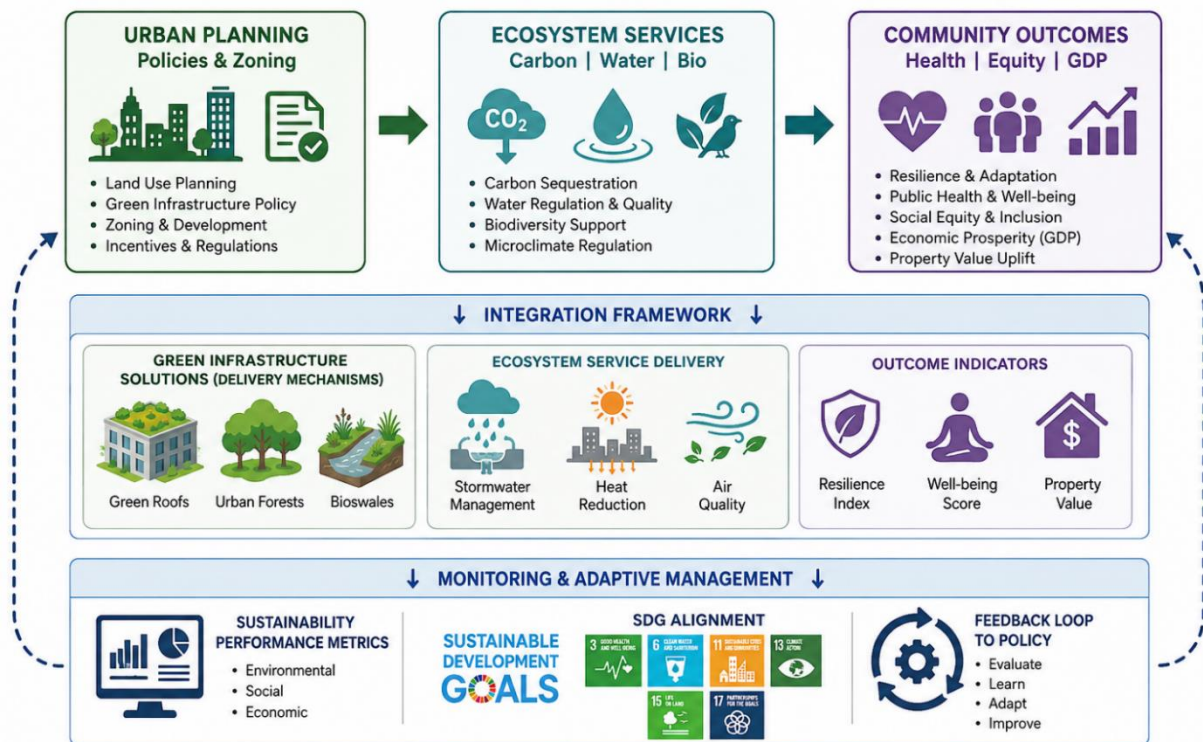 URBAN PLANNING
Policies & Zoning
• Land Use Planning
• Green Infrastructure Policy
• Zoning & Development
• Incentives & Regulations
ECOSYSTEM SERVICES
Carbon | Water | Bio
CO₂
• Carbon Sequestration
• Water Regulation & Quality
• Biodiversity Support
• Microclimate Regulation
COMMUNITY OUTCOMES
Health | Equity | GDP
• Resilience & Adaptation
• Public Health & Well-being
• Social Equity & Inclusion
• Economic Prosperity (GDP)
• Property Value Uplift
↓ INTEGRATION FRAMEWORK ↓
GREEN INFRASTRUCTURE
SOLUTIONS (DELIVERY MECHANISMS)
Green Roofs
Urban Forests
Bioswales
ECOSYSTEM SERVICE DELIVERY
Stormwater
Management
Heat
Reduction
Air
Quality
OUTCOME INDICATORS
$
Resilience
Index
Well-being
Score
Property
Value
↓ MONITORING & ADAPTIVE MANAGEMENT ↓
SUSTAINABILITY
PERFORMANCE METRICS
• Environmental
• Social
• Economic
SUSTAINABLE
DEVELOPMENT
GOALS
SDG ALIGNMENT
3 GOOD HEALTH
AND WELL-BEING
6 CLEAN WATER
AND SANITATION
11 SUSTAINABLE CITIES
AND COMMUNITIES
13 CLIMATE
ACTION
15 LIFE
ON LAND
17 PARTNERSHIPS
FOR THE GOALS
FEEDBACK LOOP
TO POLICY
• Evaluate
• Learn
• Adapt
• Improve